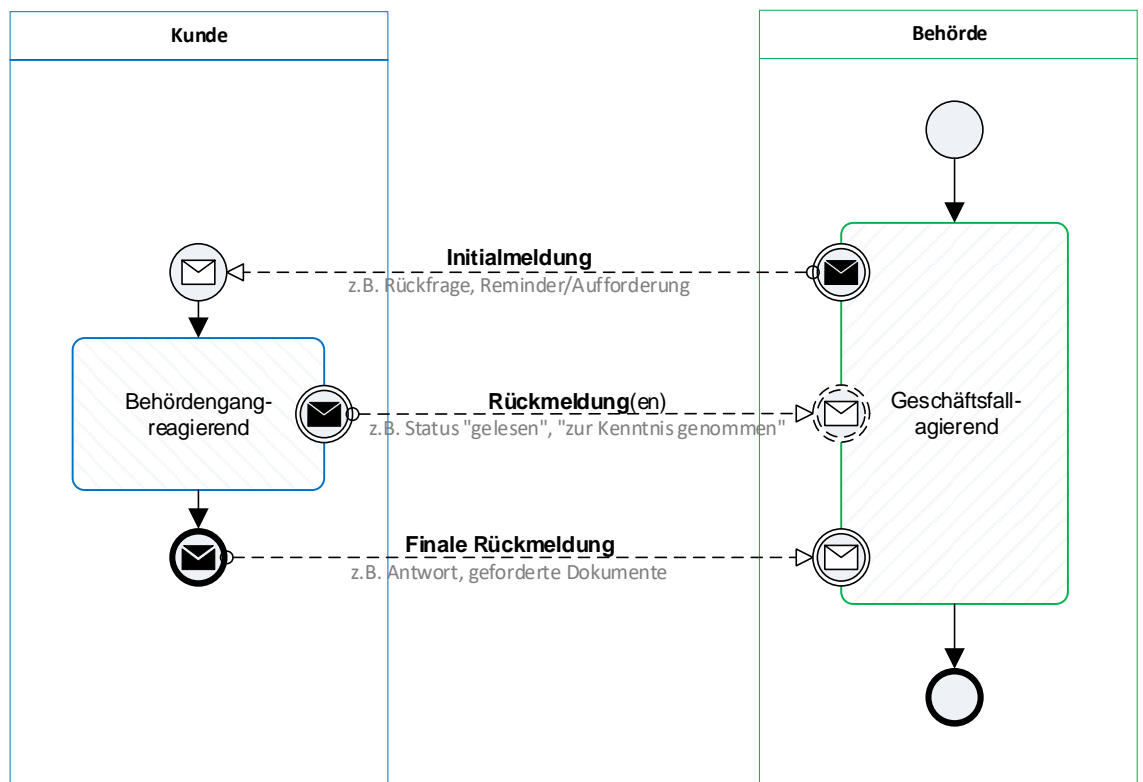 Kunde
Behörde
Initialmeldung
z.B. Rückfrage, Reminder/Aufforderung
Behördengang-
reagierend
Rückmeldung(en)
z.B. Status "gelesen", "zur Kenntnis genommen"
Geschäftsfall-
agierend
Finale Rückmeldung
z.B. Antwort, geforderte Dokumente